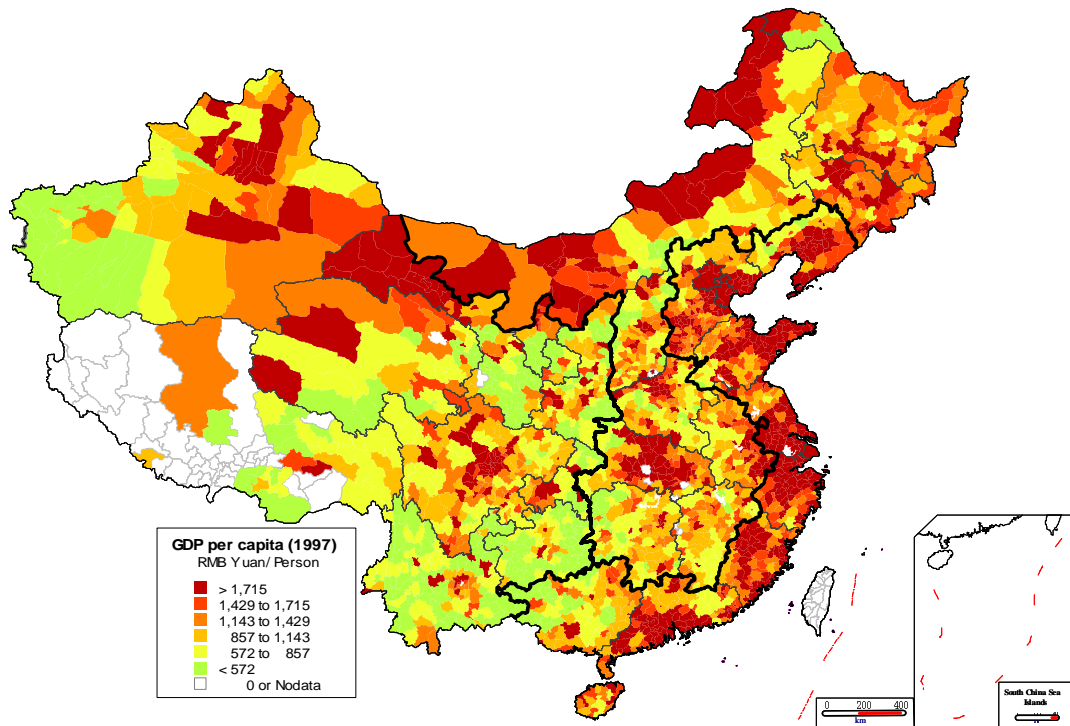 GDP per capita (1997)
RMB Yuan/ Person
> 1,715
1,429 to 1,715
1,143 to 1,429
857 to 1,143
572 to 857
< 572
0 or Nodata
0 200 400
km
South China Sea
Islands